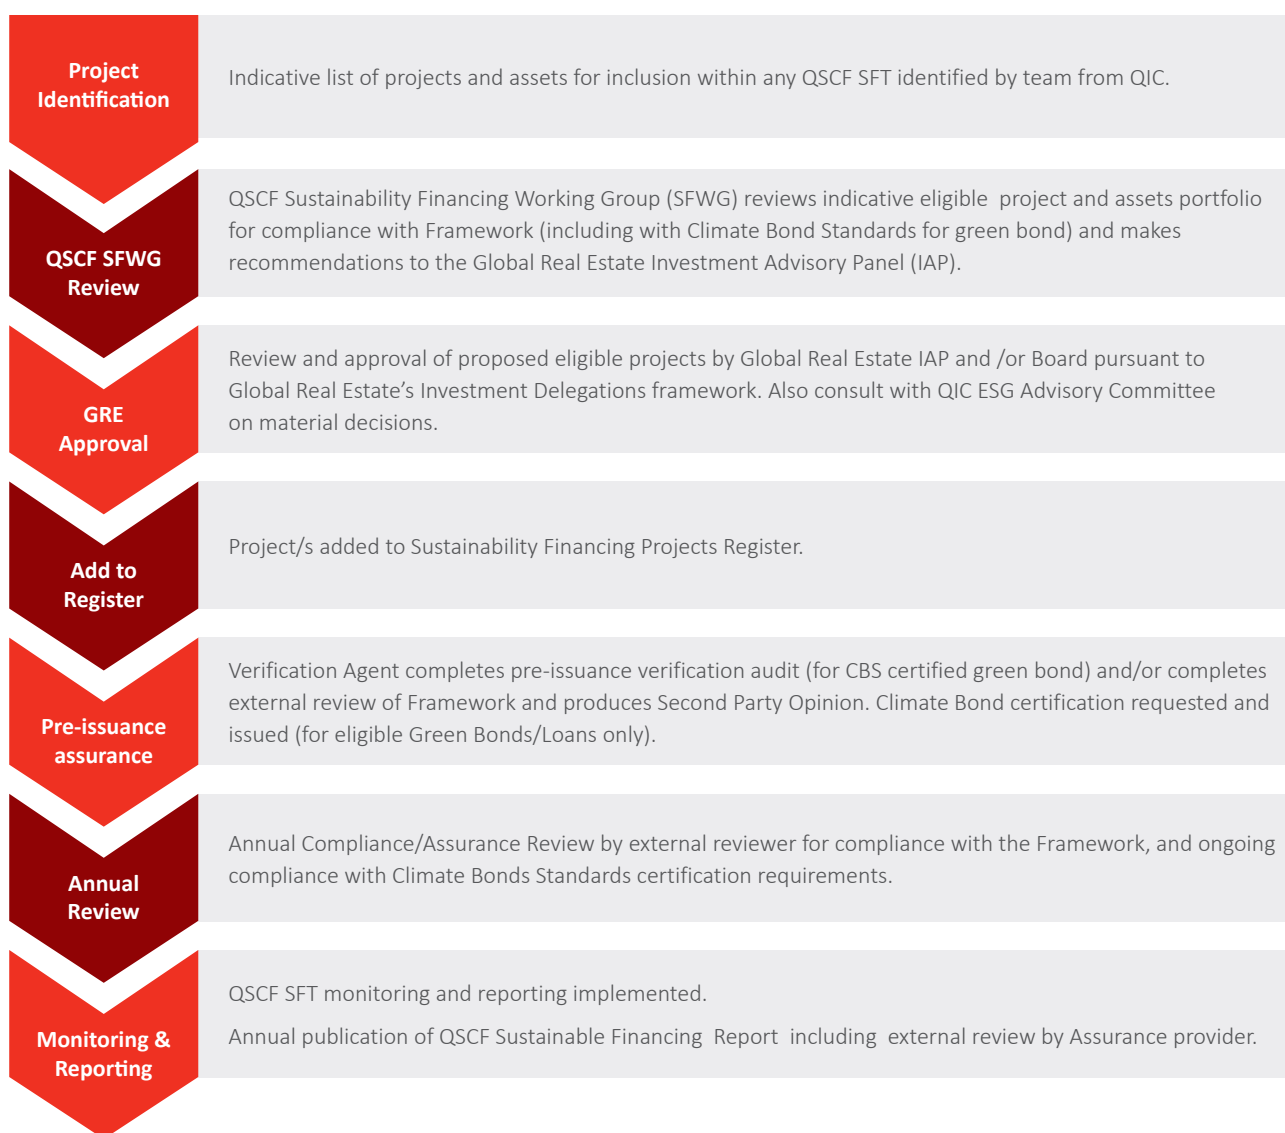 Project
Identification
Indicative list of projects and assets for inclusion within any QSCF SFT identified by team from QIC.
QSCF SFWG
Review
QSCF Sustainability Financing Working Group (SFWG) reviews indicative eligible project and assets portfolio
for compliance with Framework (including with Climate Bond Standards for green bond) and makes
recommendations to the Global Real Estate Investment Advisory Panel (IAP).
GRE
Approval
Review and approval of proposed eligible projects by Global Real Estate IAP and /or Board pursuant to
Global Real Estate’s Investment Delegations framework. Also consult with QIC ESG Advisory Committee
on material decisions.
Add to
Register
Project/s added to Sustainability Financing Projects Register.
Pre-issuance
assurance
Verification Agent completes pre-issuance verification audit (for CBS certified green bond) and/or completes
external review of Framework and produces Second Party Opinion. Climate Bond certification requested and
issued (for eligible Green Bonds/Loans only).
Annual
Review
Annual Compliance/Assurance Review by external reviewer for compliance with the Framework, and ongoing
compliance with Climate Bonds Standards certification requirements.
Monitoring &
Reporting
QSCF SFT monitoring and reporting implemented.
Annual publication of QSCF Sustainable Financing Report including external review by Assurance provider.